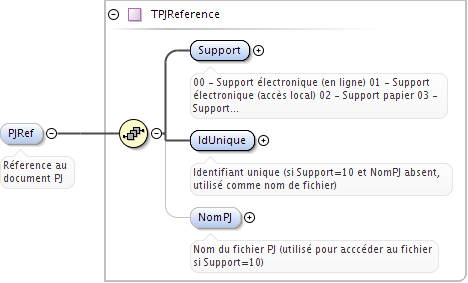 TPJReference
Support
00 – Support électronique (en ligne) 01 – Support
électronique (accès local) 02 – Support papier 03 –
Support...
PJRef
Réference au
document PJ
IdUnique
Identifiant unique (si Support=10 et NomPJ absent,
utilisé comme nom de fichier)
NomPJ
Nom du fichier PJ (utilisé pour acccéder au fichier
si Support=10)